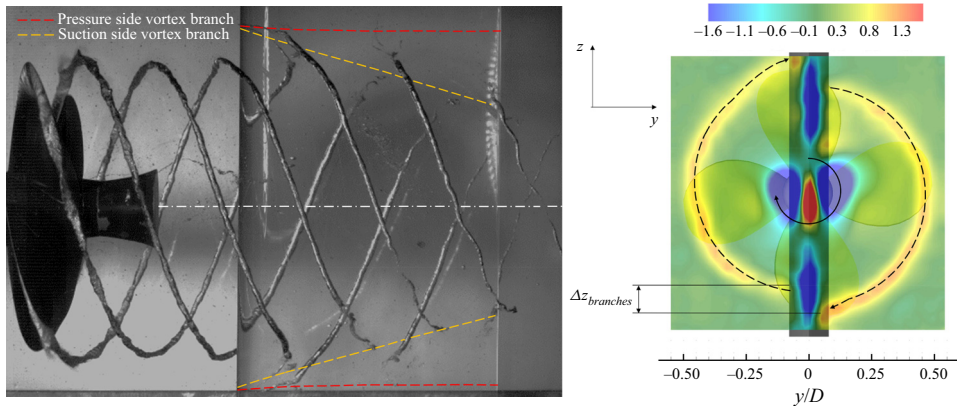 Pressure side vortex branch
Suction side vortex branch
−1.6 −1.1 −0.6 −0.1 0.3 0.8 1.3
z
y
Δz_branches
−0.50 −0.25 0 0.25 0.50
y/D